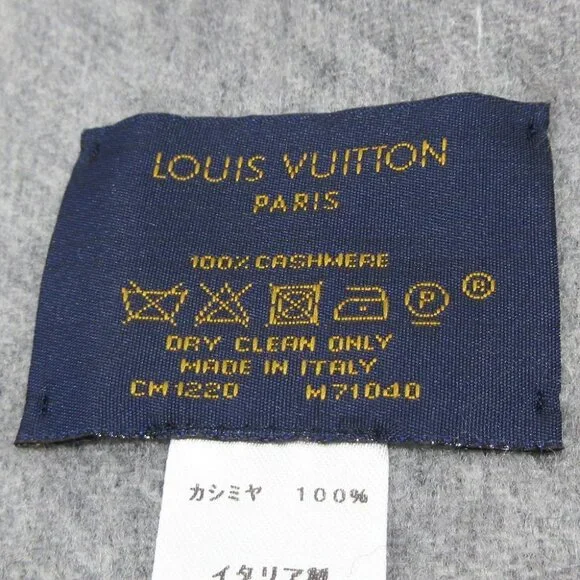 LOUIS VUITTON
PARIS
100% CASHMERE
P ®
DRY CLEAN ONLY
MADE IN ITALY
CM1220 M71040
カシミヤ 100%
イタリア製